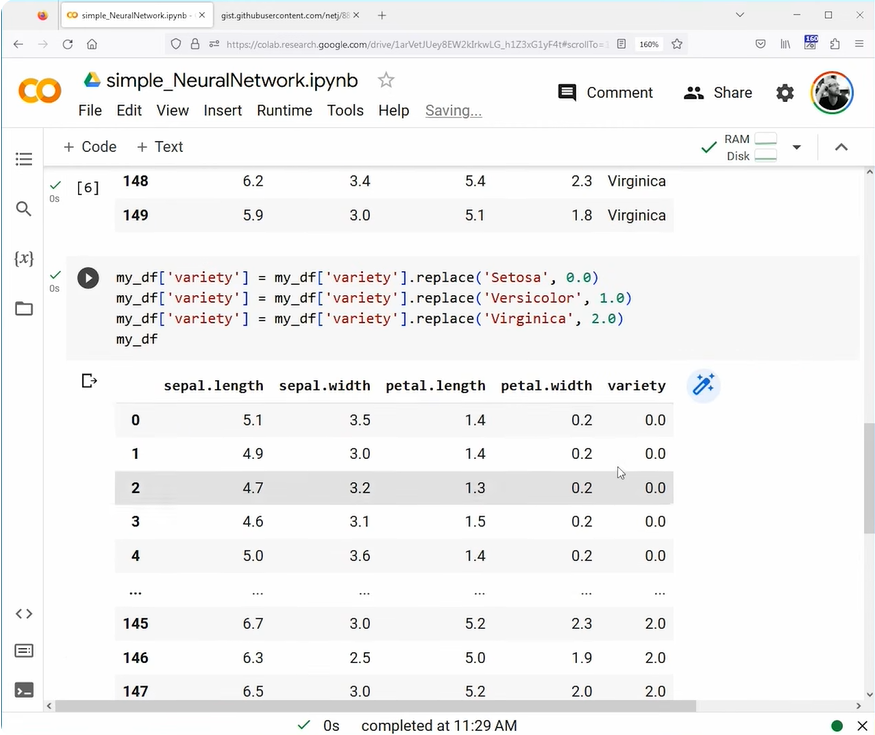 simple_NeuralNetwork.ipynb - 
gist.githubusercontent.com/netj/88
https://colab.research.google.com/drive/1arVetJUey8EW2kIrkwLG_h1Z3xG1yF4t#scrollTo=
160%
160
simple_NeuralNetwork.ipynb
File Edit View Insert Runtime Tools Help Saving...
Comment
Share
+ Code + Text
RAM
Disk
[6]
0s
148 6.2 3.4 5.4 2.3 Virginica
149 5.9 3.0 5.1 1.8 Virginica
{x}
0s
my_df['variety'] = my_df['variety'].replace('Setosa', 0.0)
my_df['variety'] = my_df['variety'].replace('Versicolor', 1.0)
my_df['variety'] = my_df['variety'].replace('Virginica', 2.0)
my_df
sepal.length sepal.width petal.length petal.width variety
0 5.1 3.5 1.4 0.2 0.0
1 4.9 3.0 1.4 0.2 0.0
2 4.7 3.2 1.3 0.2 0.0
3 4.6 3.1 1.5 0.2 0.0
4 5.0 3.6 1.4 0.2 0.0
... ... ... ... ... ...
145 6.7 3.0 5.2 2.3 2.0
146 6.3 2.5 5.0 1.9 2.0
147 6.5 3.0 5.2 2.0 2.0
0s completed at 11:29 AM